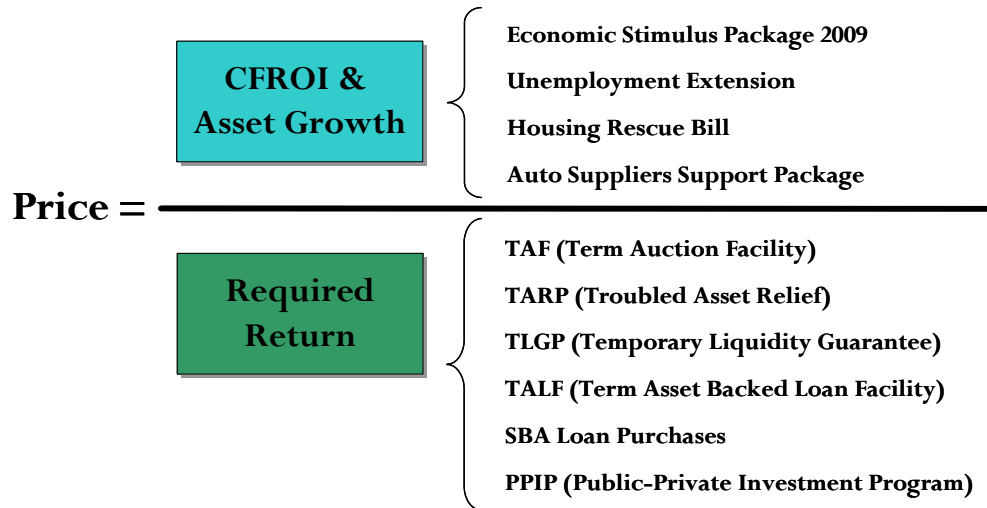 CFROI &
Asset Growth
Economic Stimulus Package 2009
Unemployment Extension
Housing Rescue Bill
Auto Suppliers Support Package
Price =
Required
Return
TAF (Term Auction Facility)
TARP (Troubled Asset Relief)
TLGP (Temporary Liquidity Guarantee)
TALF (Term Asset Backed Loan Facility)
SBA Loan Purchases
PPIP (Public-Private Investment Program)